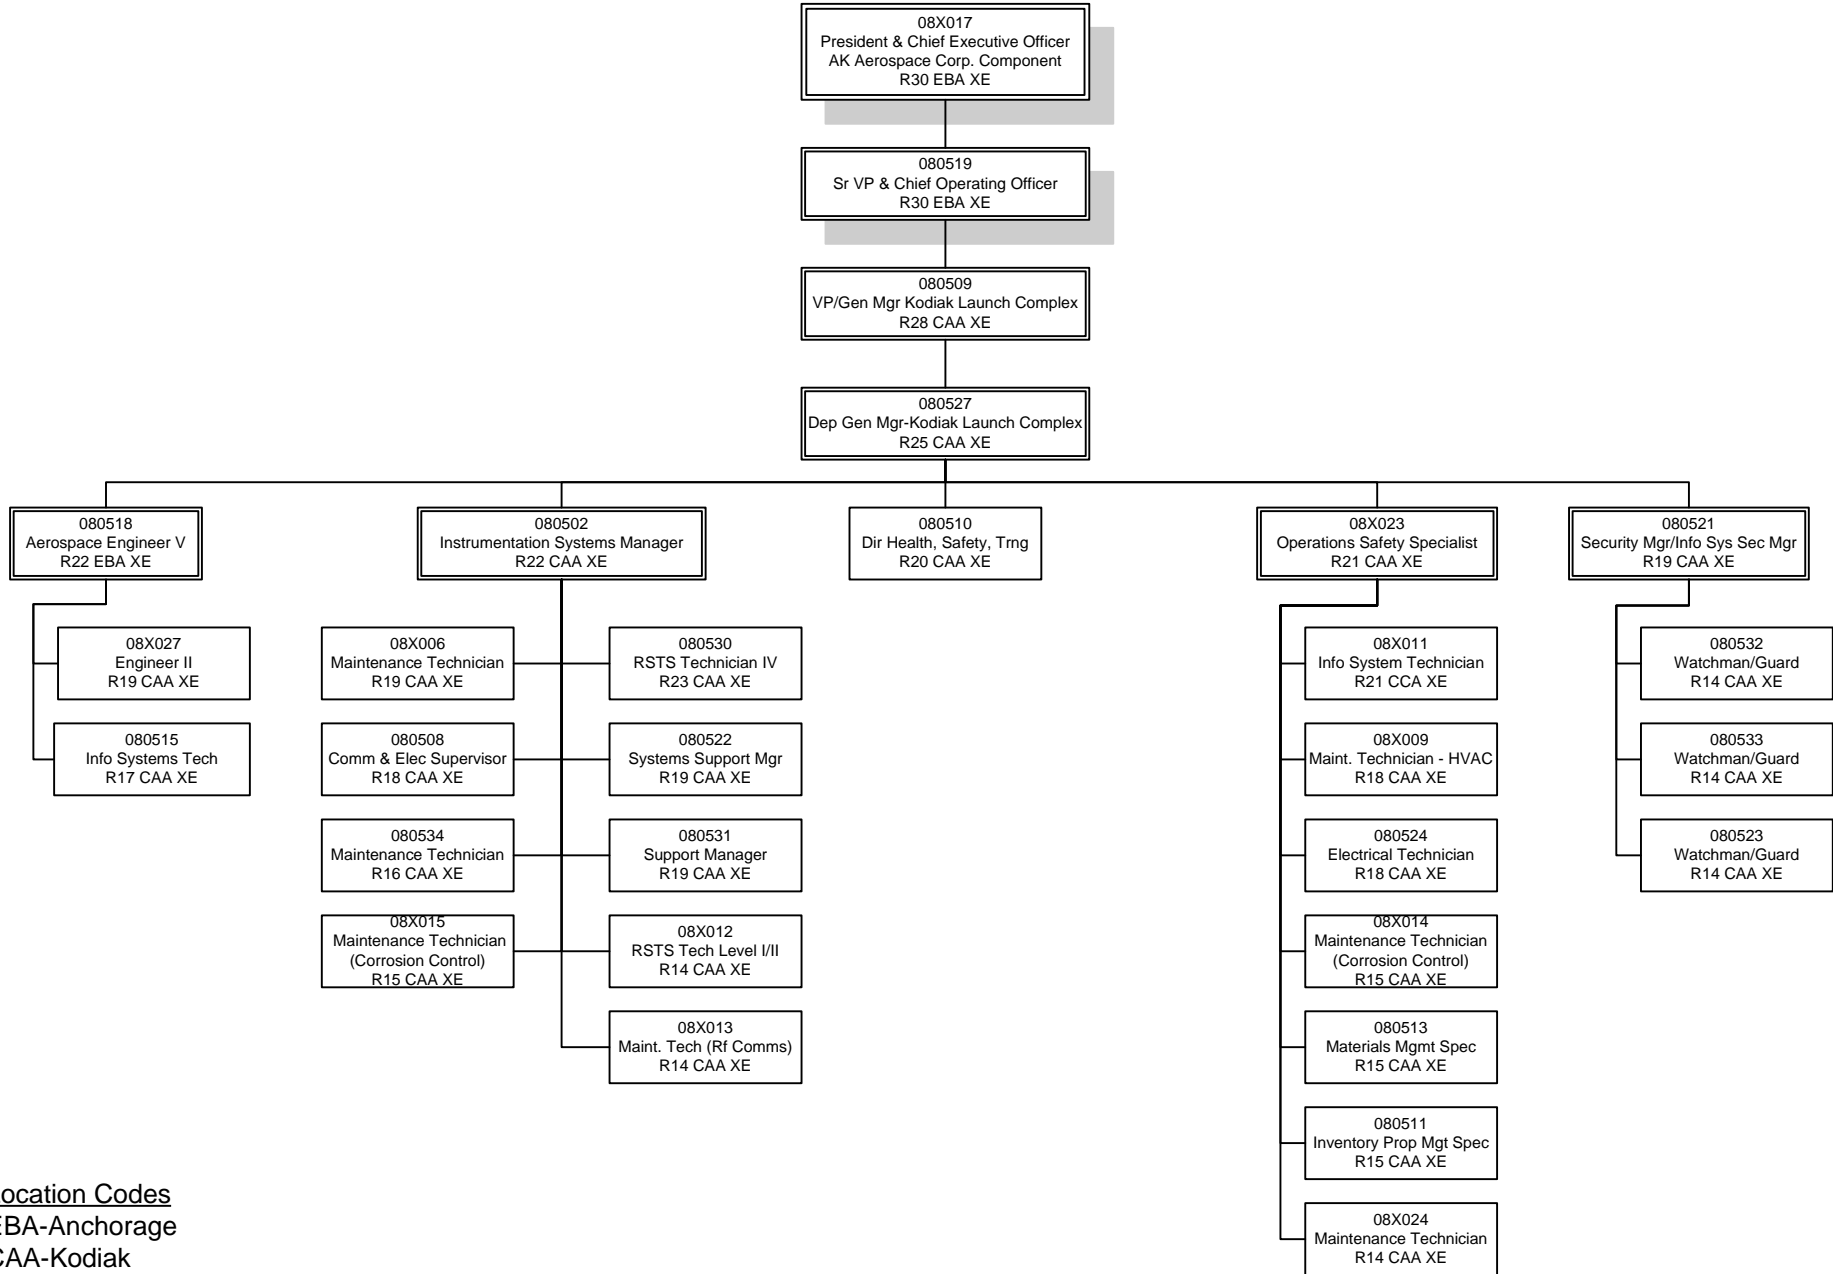 08X017
President & Chief Executive Officer
AK Aerospace Corp. Component
R30 EBA XE
080519
Sr VP & Chief Operating Officer
R30 EBA XE
080509
VP/Gen Mgr Kodiak Launch Complex
R28 CAA XE
080527
Dep Gen Mgr-Kodiak Launch Complex
R25 CAA XE
080518
Aerospace Engineer V
R22 EBA XE
080502
Instrumentation Systems Manager
R22 CAA XE
080510
Dir Health, Safety, Trng
R20 CAA XE
08X023
Operations Safety Specialist
R21 CAA XE
080521
Security Mgr/Info Sys Sec Mgr
R19 CAA XE
08X027
Engineer II
R19 CAA XE
080515
Info Systems Tech
R17 CAA XE
08X006
Maintenance Technician
R19 CAA XE
080508
Comm & Elec Supervisor
R18 CAA XE
080534
Maintenance Technician
R16 CAA XE
08X015
Maintenance Technician
(Corrosion Control)
R15 CAA XE
080530
RSTS Technician IV
R23 CAA XE
080522
Systems Support Mgr
R19 CAA XE
080531
Support Manager
R19 CAA XE
08X012
RSTS Tech Level I/II
R14 CAA XE
08X013
Maint. Tech (Rf Comms)
R14 CAA XE
08X011
Info System Technician
R21 CCA XE
08X009
Maint. Technician - HVAC
R18 CAA XE
080524
Electrical Technician
R18 CAA XE
08X014
Maintenance Technician
(Corrosion Control)
R15 CAA XE
080513
Materials Mgmt Spec
R15 CAA XE
080511
Inventory Prop Mgt Spec
R15 CAA XE
08X024
Maintenance Technician
R14 CAA XE
080532
Watchman/Guard
R14 CAA XE
080533
Watchman/Guard
R14 CAA XE
080523
Watchman/Guard
R14 CAA XE
ocation Codes
EBA-Anchorage
CAA-Kodiak